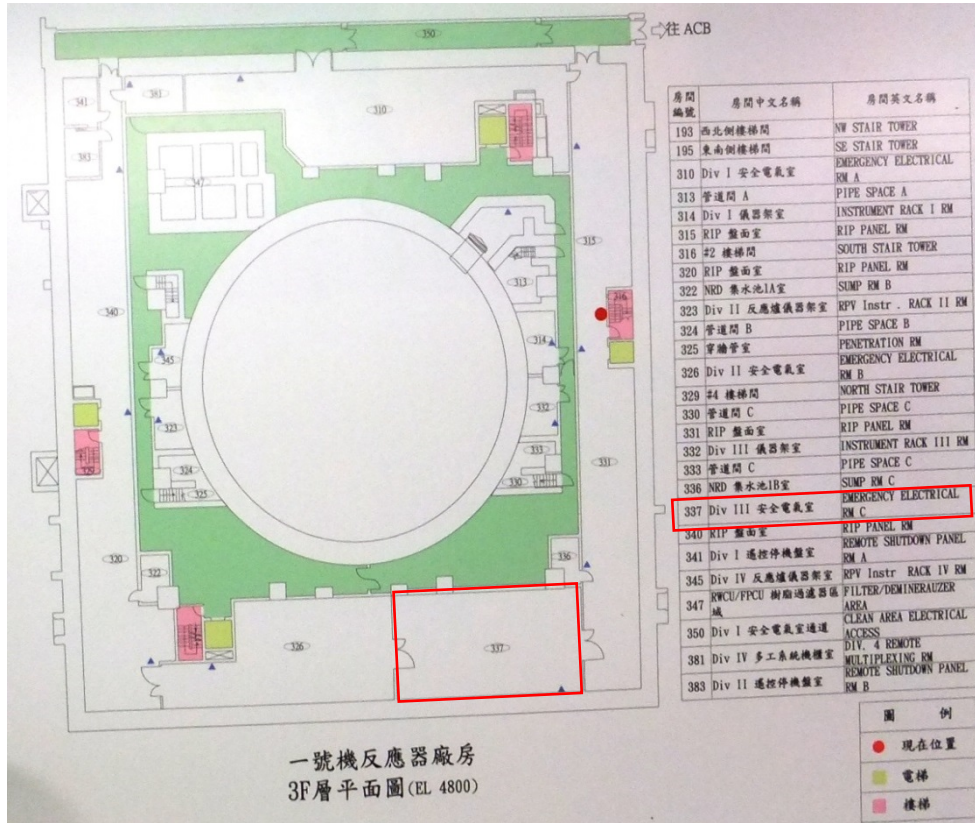 350
往 ACB
341
381
310
383
347
315
313
316
340
314
345
332
323
333
324
331
329
325
330
320
322
336
326
337
一號機反應器廠房
3F層平面圖(EL 4800)
房間編號 房間中文名稱 房間英文名稱
193 西北側樓梯間 NW STAIR TOWER
195 東南側樓梯間 SE STAIR TOWER
310 Div I 安全電氣室 EMERGENCY ELECTRICAL RM A
313 管道間 A PIPE SPACE A
314 Div I 儀器架室 INSTRUMENT RACK I RM
315 RIP 盤面室 RIP PANEL RM
316 #2 樓梯間 SOUTH STAIR TOWER
320 RIP 盤面室 RIP PANEL RM
322 NRD 集水池1A室 SUMP RM B
323 Div II 反應爐儀器架室 RPV Instr . RACK II RM
324 管道間 B PIPE SPACE B
325 穿越管室 PENETRATION RM
326 Div II 安全電氣室 EMERGENCY ELECTRICAL RM B
329 #4 樓梯間 NORTH STAIR TOWER
330 管道間 C PIPE SPACE C
331 RIP 盤面室 RIP PANEL RM
332 Div III 儀器架室 INSTRUMENT RACK III RM
333 管道間 C PIPE SPACE C
336 NRD 集水池1B室 SUMP RM C
337 Div III 安全電氣室 EMERGENCY ELECTRICAL RM C
340 RIP 盤面室 RIP PANEL RM
341 Div I 遙控停機盤室 REMOTE SHUTDOWN PANEL RM A
345 Div IV 反應爐儀器架室 RPV Instr RACK IV RM
347 RWCU/FPCU 樹脂過濾器區域 FILTER/DEMINERAUZER AREA
350 Div I 安全電氣室通道 CLEAN AREA ELECTRICAL ACCESS
381 Div IV 多工系統機櫃室 DIV. 4 REMOTE MULTIPLEXING RM
383 Div II 遙控停機盤室 REMOTE SHUTDOWN PANEL RM B
圖 例
現在位置
電梯
樓梯